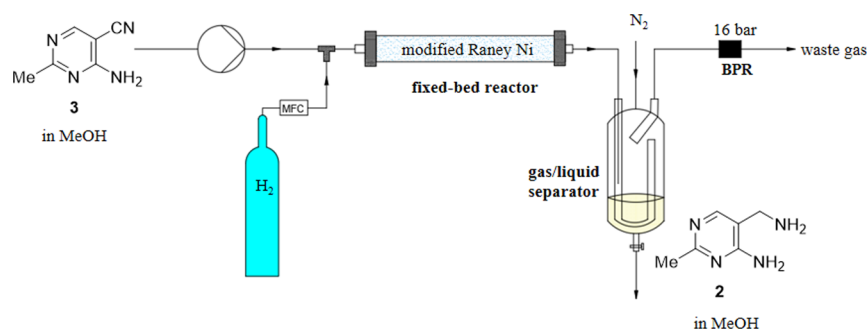 N
N
CN
NH₂
Me
3
in MeOH
MFC
H₂
modified Raney Ni
fixed-bed reactor
N₂
16 bar
BPR
waste gas
gas/liquid
separator
N
N
NH₂
NH₂
Me
2
in MeOH